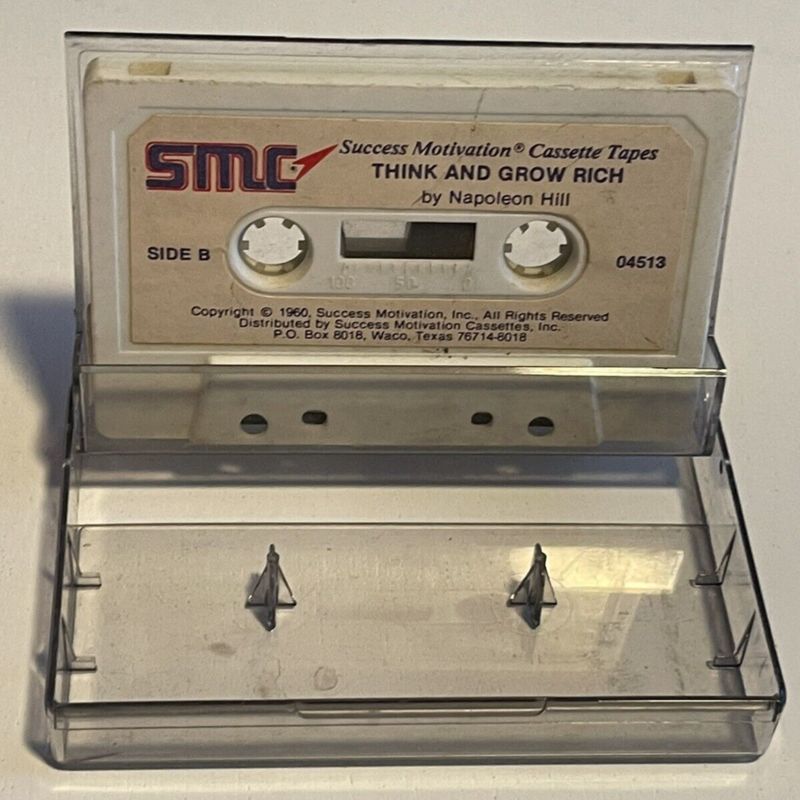 SMC Success Motivation® Cassette Tapes
THINK AND GROW RICH
by Napoleon Hill
SIDE B
04513
100 50 0
Copyright © 1960, Success Motivation, Inc., All Rights Reserved
Distributed by Success Motivation Cassettes, Inc.
P.O. Box 8018, Waco, Texas 76714-8018